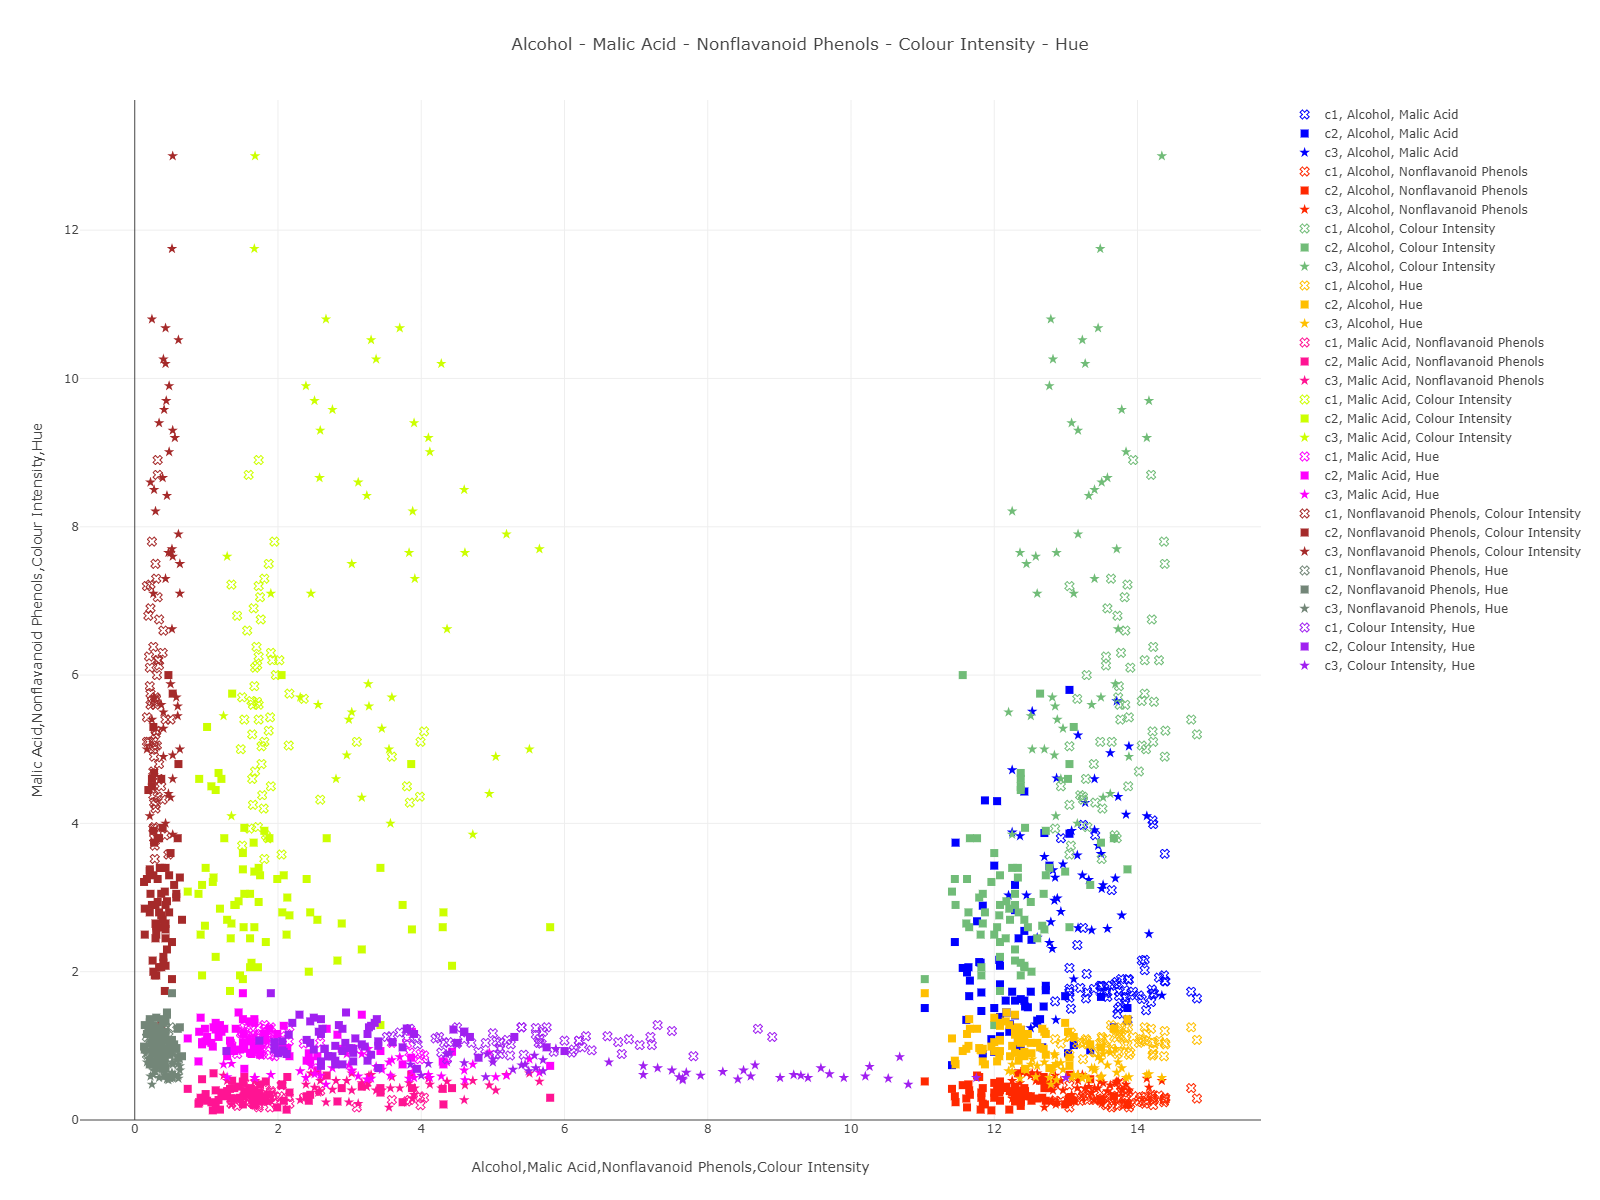 Alcohol - Malic Acid - Nonflavanoid Phenols - Colour Intensity - Hue
Malic Acid,Nonflavanoid Phenols,Colour Intensity,Hue
12
10
8
6
4
2
0
0 2 4 6 8 10 12 14
Alcohol,Malic Acid,Nonflavanoid Phenols,Colour Intensity
c1, Alcohol, Malic Acid
c2, Alcohol, Malic Acid
c3, Alcohol, Malic Acid
c1, Alcohol, Nonflavanoid Phenols
c2, Alcohol, Nonflavanoid Phenols
c3, Alcohol, Nonflavanoid Phenols
c1, Alcohol, Colour Intensity
c2, Alcohol, Colour Intensity
c3, Alcohol, Colour Intensity
c1, Alcohol, Hue
c2, Alcohol, Hue
c3, Alcohol, Hue
c1, Malic Acid, Nonflavanoid Phenols
c2, Malic Acid, Nonflavanoid Phenols
c3, Malic Acid, Nonflavanoid Phenols
c1, Malic Acid, Colour Intensity
c2, Malic Acid, Colour Intensity
c3, Malic Acid, Colour Intensity
c1, Malic Acid, Hue
c2, Malic Acid, Hue
c3, Malic Acid, Hue
c1, Nonflavanoid Phenols, Colour Intensity
c2, Nonflavanoid Phenols, Colour Intensity
c3, Nonflavanoid Phenols, Colour Intensity
c1, Nonflavanoid Phenols, Hue
c2, Nonflavanoid Phenols, Hue
c3, Nonflavanoid Phenols, Hue
c1, Colour Intensity, Hue
c2, Colour Intensity, Hue
c3, Colour Intensity, Hue